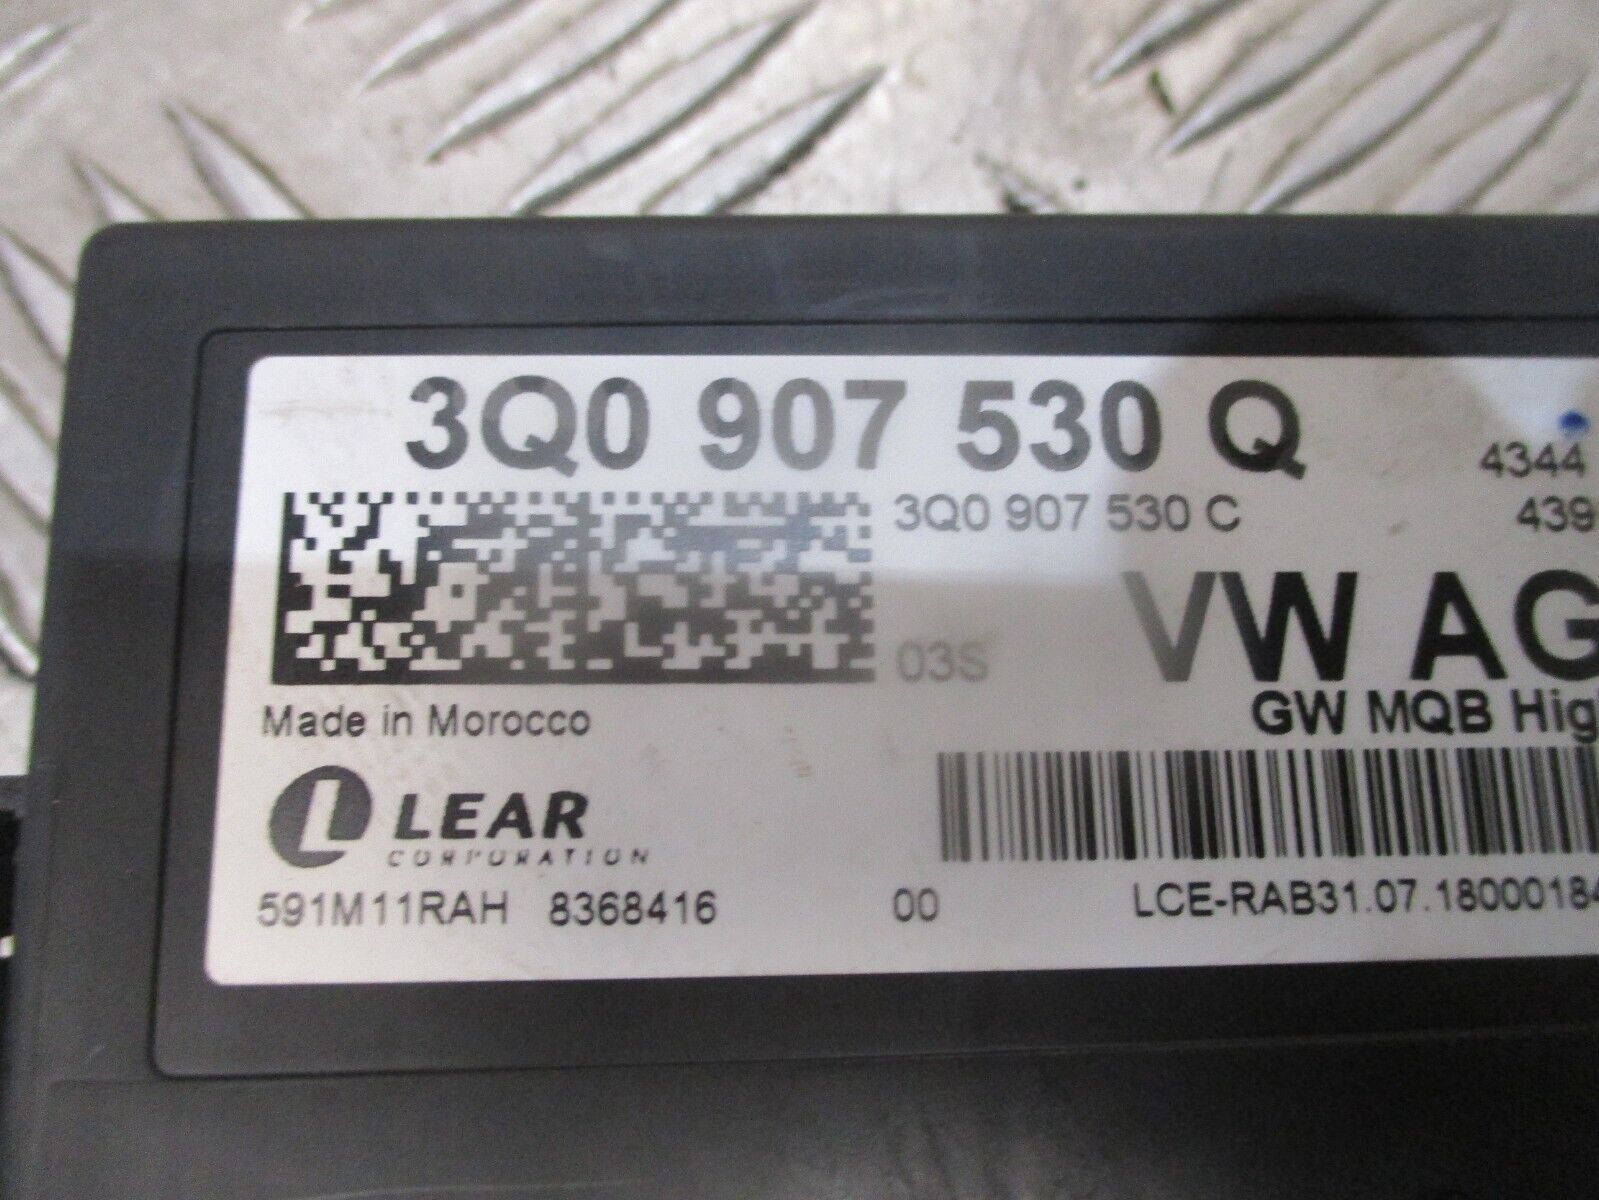 3Q0 907 530 Q
4344
3Q0 907 530 C
439
03S
VW AG
Made in Morocco
GW MQB Hig
LEAR
CORPORATION
591M11RAH 8368416 00 LCE-RAB31.07.18000184